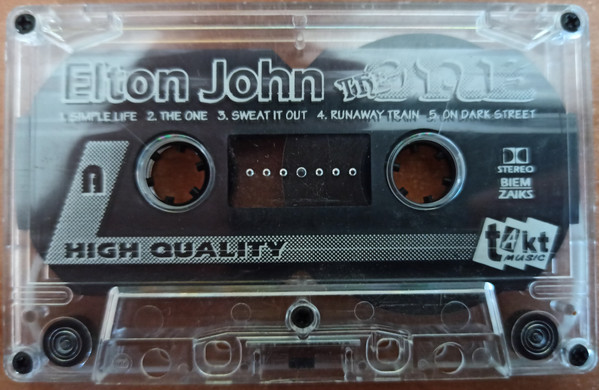 Elton John THE ONE
1. SIMPLE LIFE 2. THE ONE 3. SWEAT IT OUT 4. RUNAWAY TRAIN 5. ON DARK STREET
A
STEREO
BIEM
ZAIKS
HIGH QUALITY
takt
MUSIC